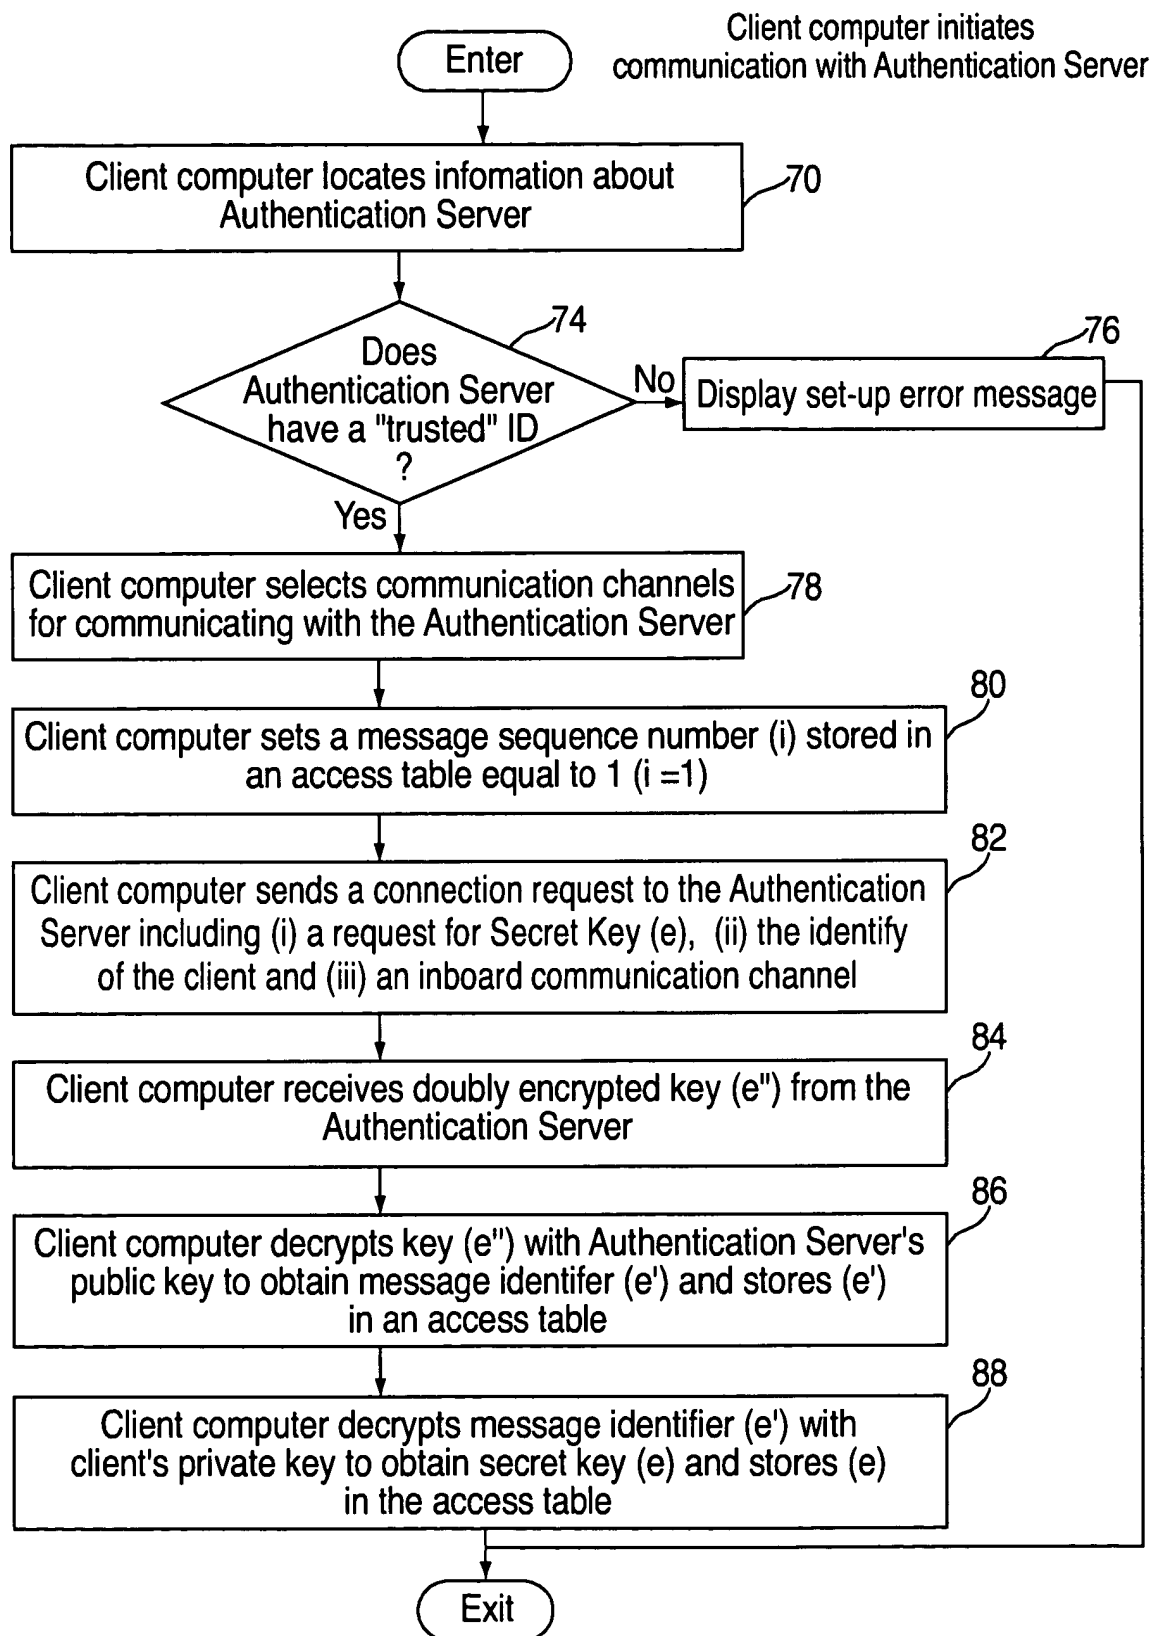 Client computer initiates
communication with Authentication Server
Enter
Client computer locates infomation about
Authentication Server
70
Does
Authentication Server
have a "trusted" ID
?
74
No
Display set-up error message
76
Yes
Client computer selects communication channels
for communicating with the Authentication Server
78
Client computer sets a message sequence number (i) stored in
an access table equal to 1 (i =1)
80
Client computer sends a connection request to the Authentication
Server including (i) a request for Secret Key (e), (ii) the identify
of the client and (iii) an inboard communication channel
82
Client computer receives doubly encrypted key (e") from the
Authentication Server
84
Client computer decrypts key (e") with Authentication Server's
public key to obtain message identifer (e') and stores (e')
in an access table
86
Client computer decrypts message identifier (e') with
client's private key to obtain secret key (e) and stores (e)
in the access table
88
Exit